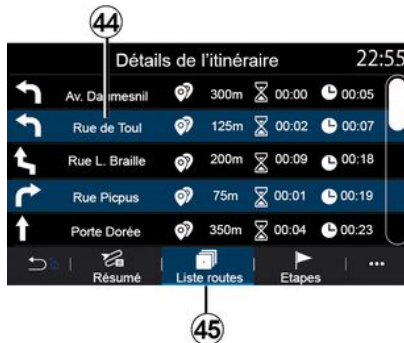 44
Détails de l'itinéraire 22:55
Av. Daumesnil 300m 00:00 00:05
Rue de Toul 125m 00:02 00:07
Rue L. Braille 200m 00:09 00:18
Rue Picpus 75m 00:01 00:19
Porte Dorée 350m 00:04 00:23
Résumé Liste routes Etapes ...
45